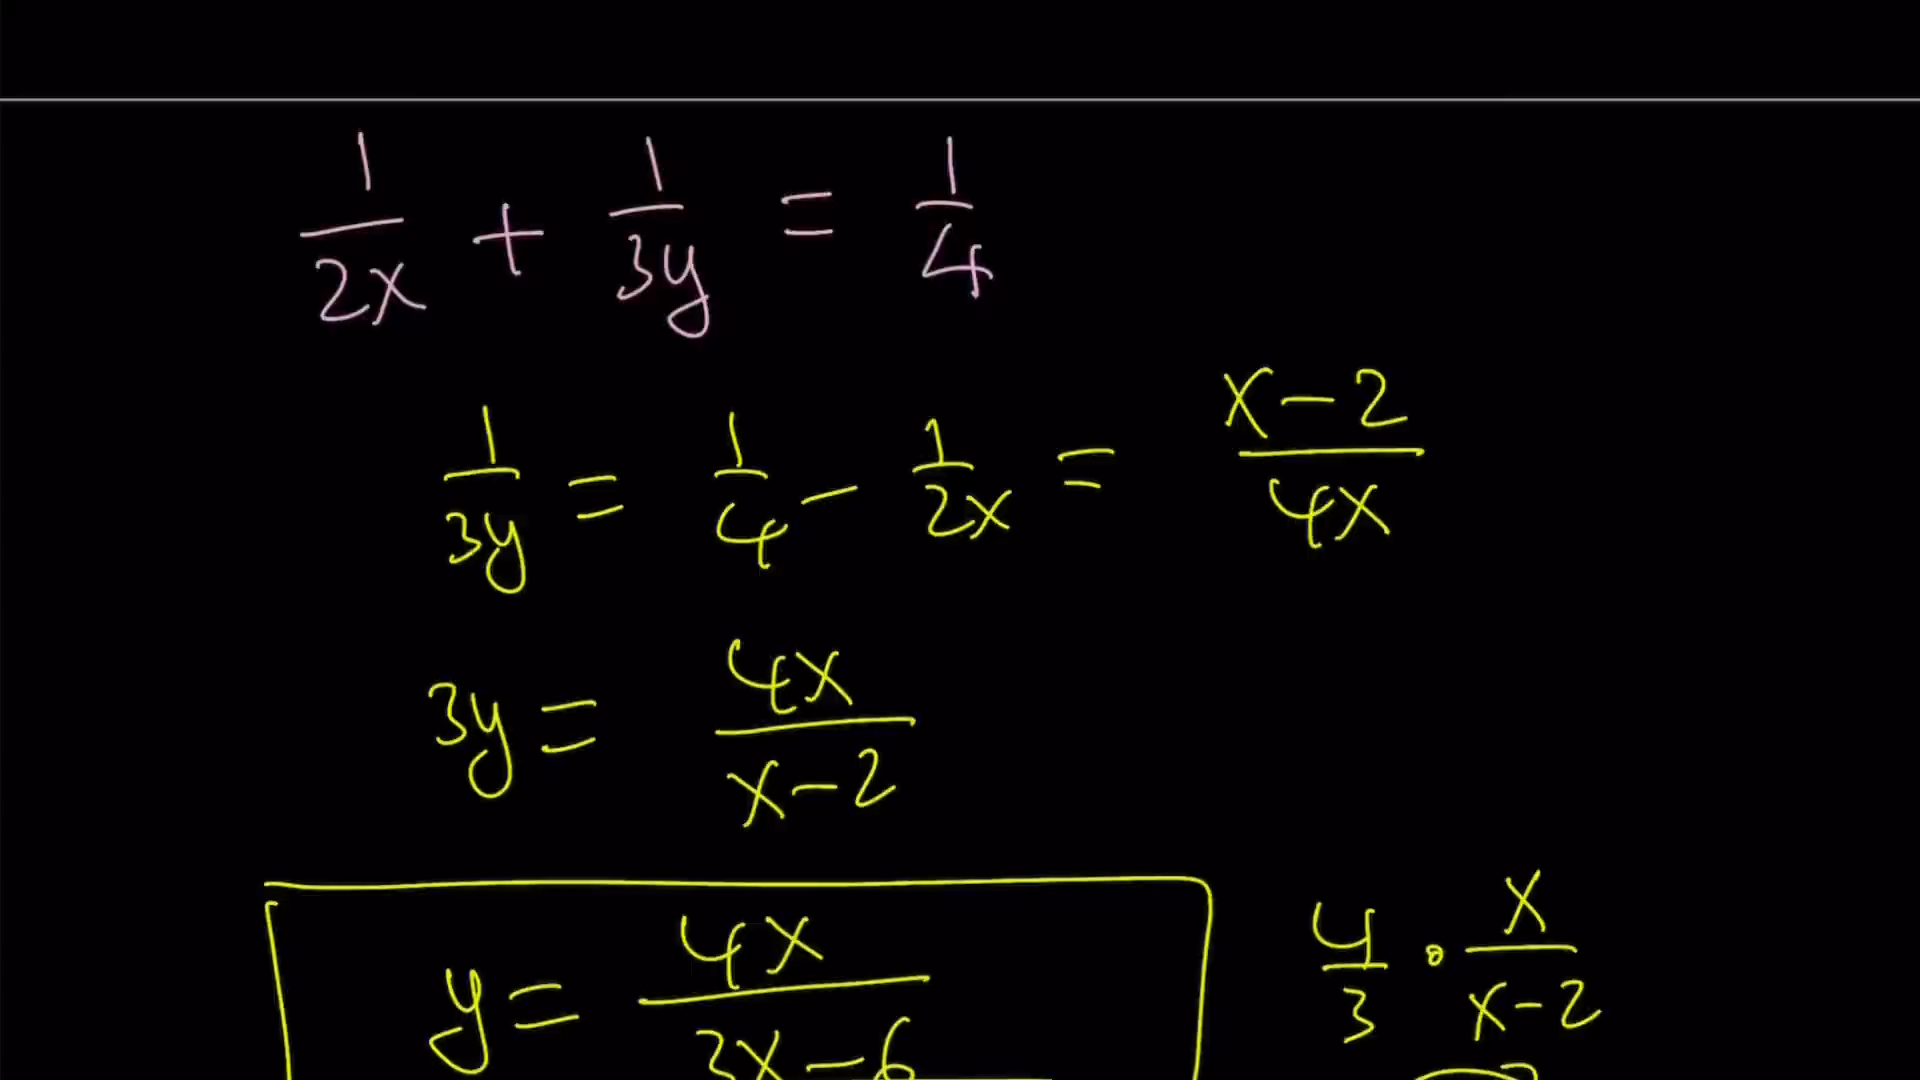 1/2x + 1/3y = 1/4
1/3y = 1/4 - 1/2x = x-2/4x
3y = 4x/x-2
y = 4x/3x-6
4/3 · x/x-2